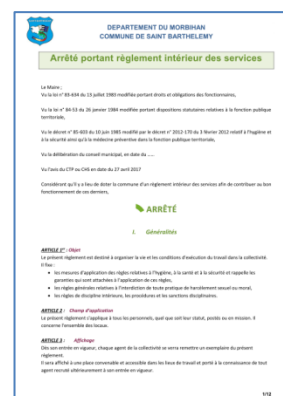 DEPARTEMENT DU MORBIHAN
COMMUNE DE SAINT BARTHELEMY
Arrêté portant règlement intérieur des services
Le Maire ;
Vu la loi n° 83-634 du 13 juillet 1983 modifiée portant droits et obligations des fonctionnaires,
Vu la loi n° 84-53 du 26 janvier 1984 modifiée portant dispositions statutaires relatives à la fonction publique
territoriale,
Vu le décret n° 85-603 du 10 juin 1985 modifié par le décret n° 2012-170 du 3 février 2012 relatif à l'hygiène et
à la sécurité ainsi qu'à la médecine préventive dans la fonction publique territoriale,
Vu la délibération du conseil municipal, en date du .....
Vu l'avis du CTP ou CHS en date du 27 avril 2017
Considérant qu'il y a lieu de doter la commune d'un règlement intérieur des services afin de contribuer au bon
fonctionnement de ces derniers,
ARRÊTÉ
I. Généralités
ARTICLE 1er : Objet
Le présent règlement est destiné à organiser la vie et les conditions d'exécution du travail dans la collectivité.
Il fixe :
• les mesures d'application des règles relatives à l'hygiène, à la santé et à la sécurité et rappelle les
garanties qui sont attachées à l'application de ces règles,
• les règles générales relatives à l'interdiction de toute pratique de harcèlement sexuel ou moral,
• les règles de discipline intérieure, les procédures et les sanctions disciplinaires.
ARTICLE 2 : Champ d'application
Le présent règlement s'applique à tous les personnels, quel que soit leur statut, postés ou en mission. Il
concerne l'ensemble des locaux.
ARTICLE 3 : Affichage
Dès son entrée en vigueur, chaque agent de la collectivité se verra remettre un exemplaire du présent
règlement.
Il sera affiché à une place convenable et accessible dans les lieux de travail et porté à la connaissance de tout
agent recruté ultérieurement à son entrée en vigueur.
1/12